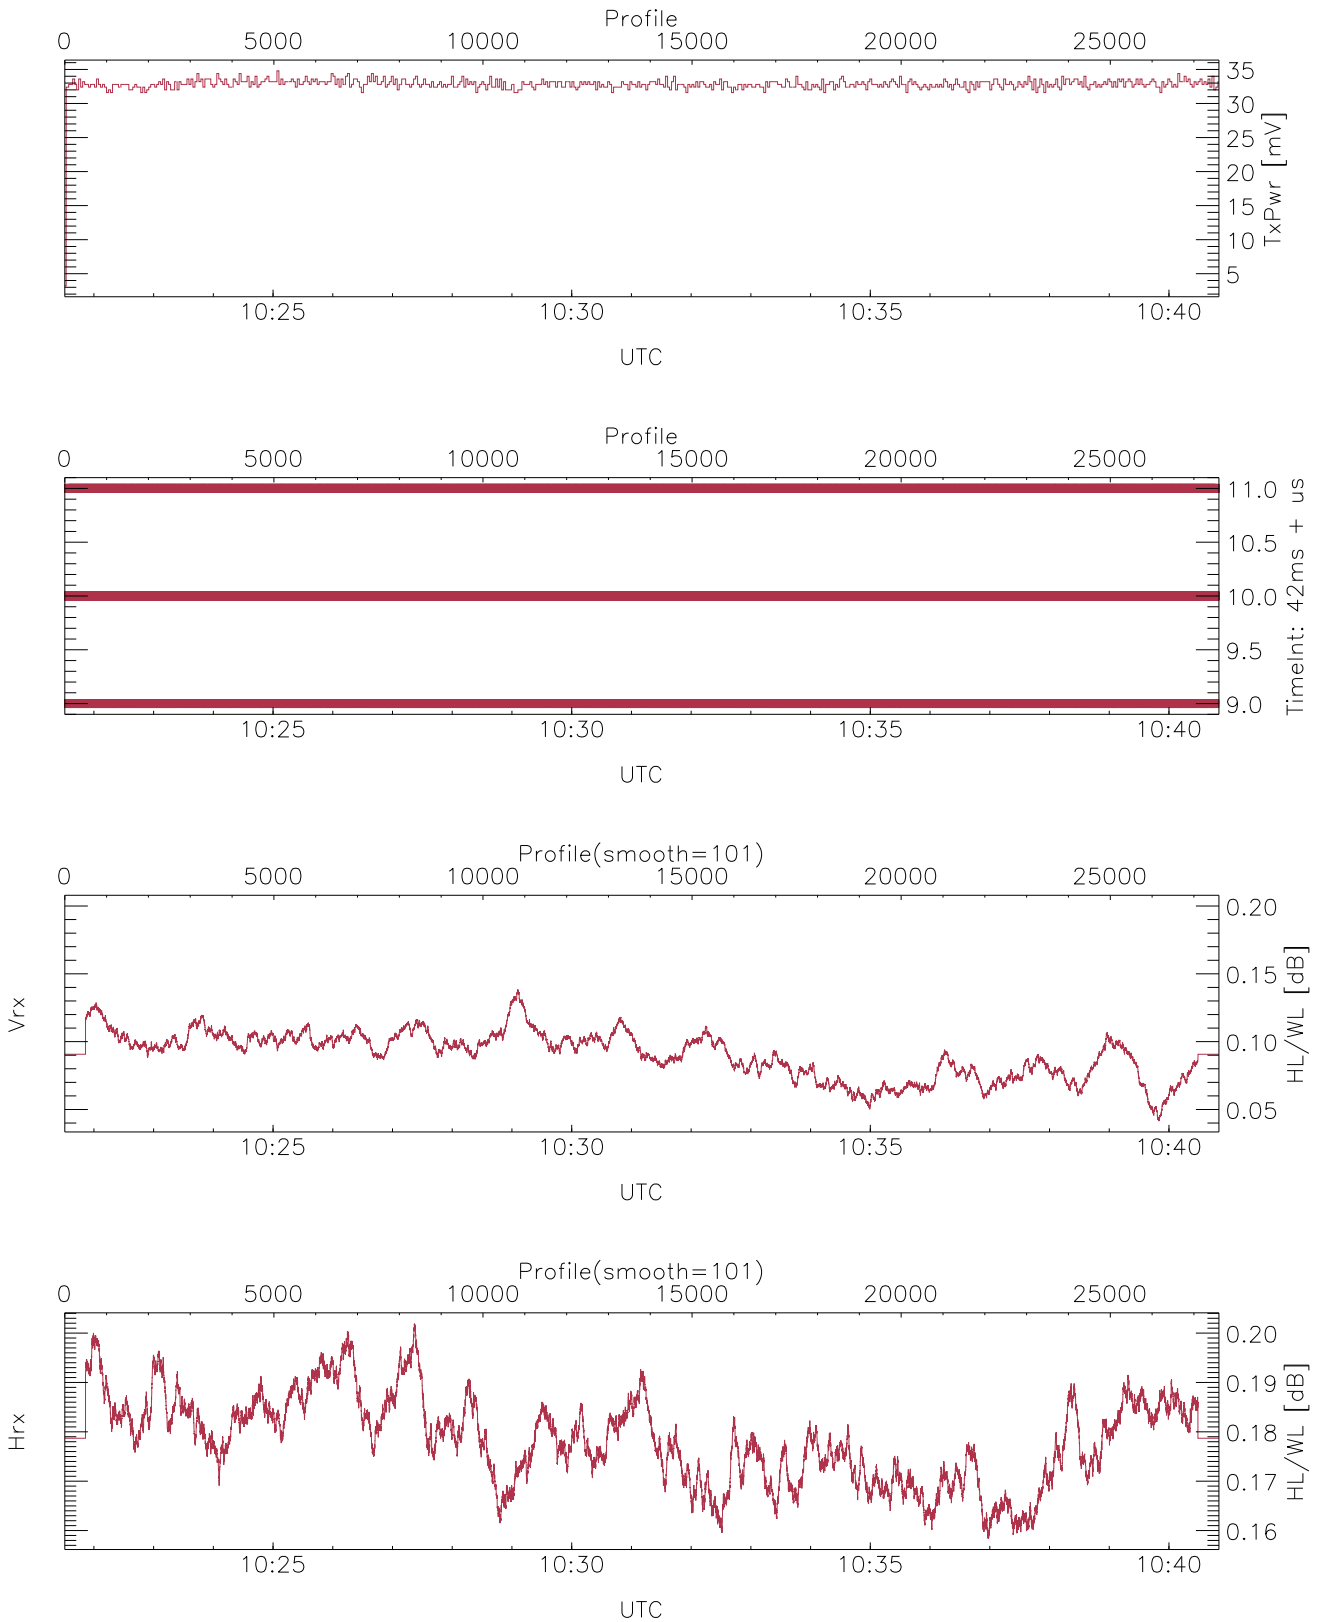 Profile
0 5000 10000 15000 20000 25000
35
30
25
20
15
10
5
TxPwr [mV]
10:25 10:30 10:35 10:40
UTC
Profile
0 5000 10000 15000 20000 25000
11.0
10.5
10.0
9.5
9.0
TimeInt: 42ms + us
10:25 10:30 10:35 10:40
UTC
Profile(smooth=101)
0 5000 10000 15000 20000 25000
Vrx
0.20
0.15
0.10
0.05
HL/WL [dB]
10:25 10:30 10:35 10:40
UTC
Profile(smooth=101)
0 5000 10000 15000 20000 25000
Hrx
0.20
0.19
0.18
0.17
0.16
HL/WL [dB]
10:25 10:30 10:35 10:40
UTC